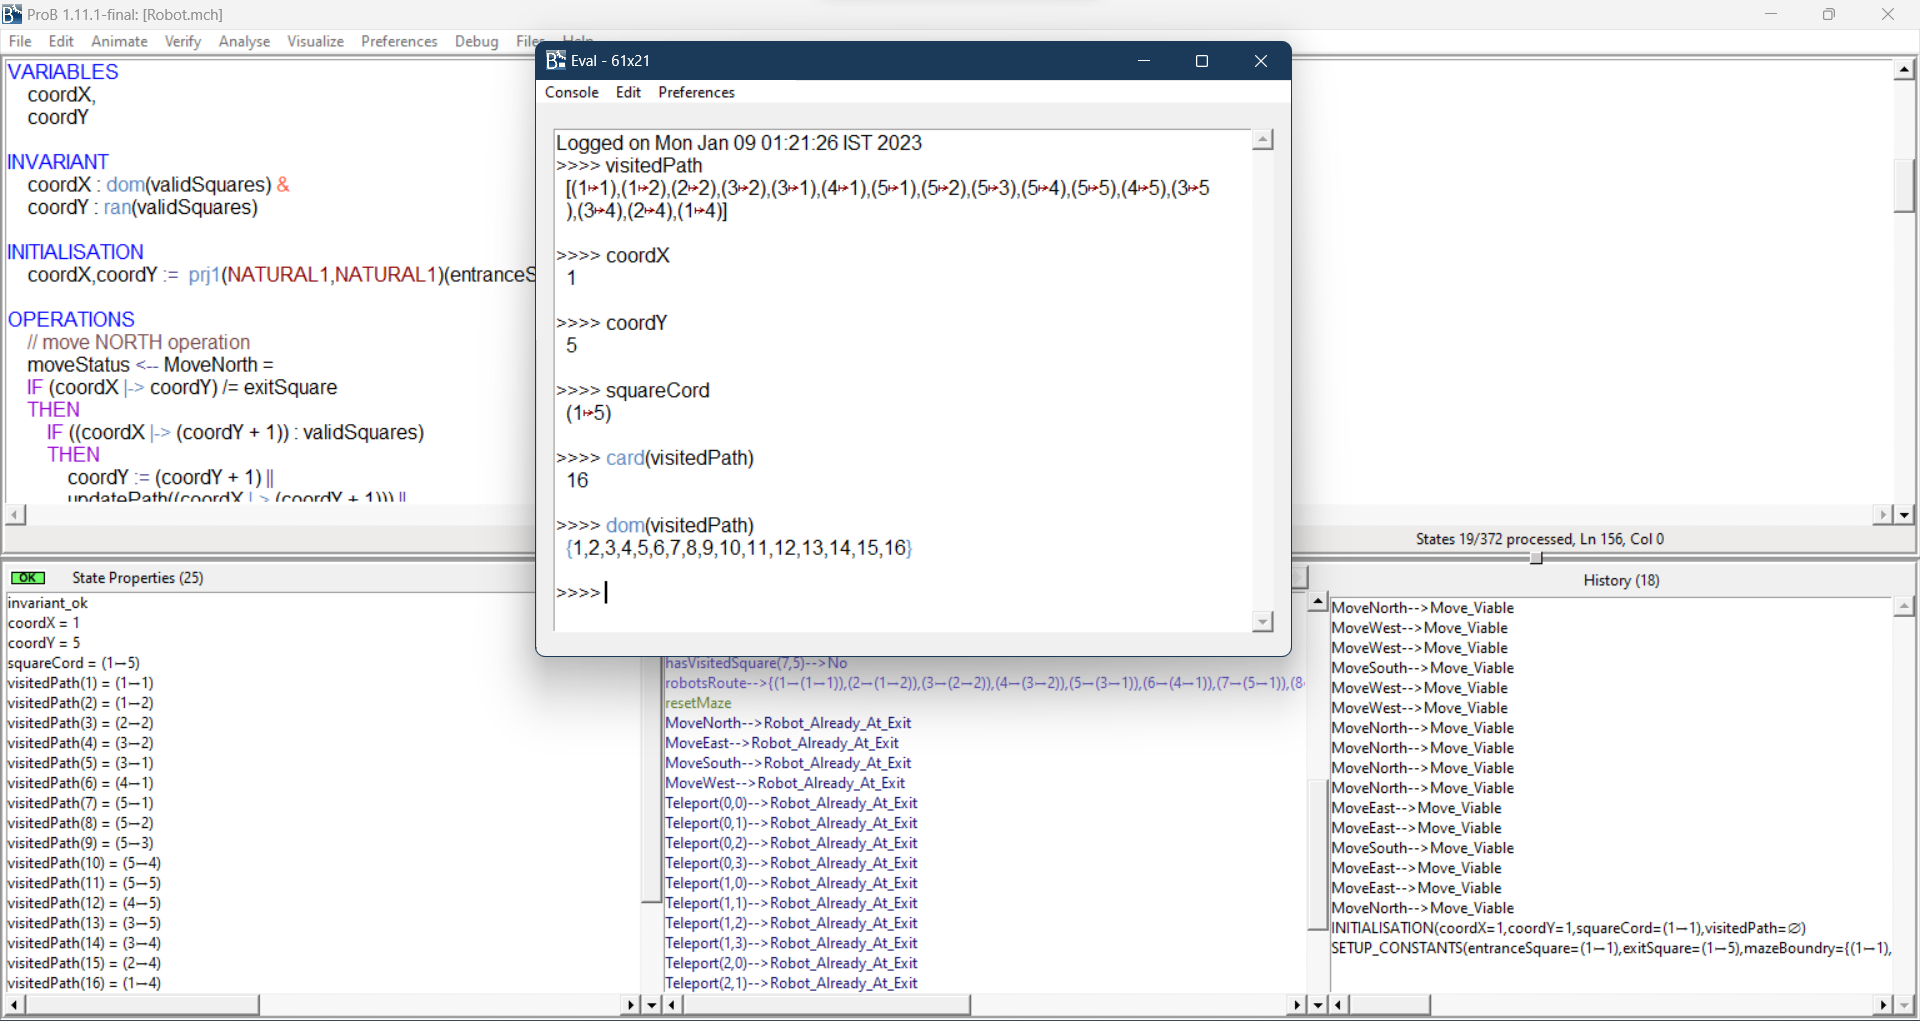 ProB 1.11.1-final: [Robot.mch]
File Edit Animate Verify Analyse Visualize Preferences Debug Files Help
VARIABLES
coordX,
coordY
INVARIANT
coordX : dom(validSquares) &
coordY : ran(validSquares)
INITIALISATION
coordX,coordY := prj1(NATURAL1,NATURAL1)(entranceS
OPERATIONS
// move NORTH operation
moveStatus <-- MoveNorth =
IF (coordX |-> coordY) /= exitSquare
THEN
IF ((coordX |-> (coordY + 1)) : validSquares)
THEN
coordY := (coordY + 1) ||
updatePath((coordX |-> (coordY + 1))) ||
Eval - 61x21
Console Edit Preferences
Logged on Mon Jan 09 01:21:26 IST 2023
>>>> visitedPath
[(1↦1),(1↦2),(2↦2),(3↦2),(3↦1),(4↦1),(5↦1),(5↦2),(5↦3),(5↦4),(5↦5),(4↦5),(3↦5
),(3↦4),(2↦4),(1↦4)]
>>>> coordX
1
>>>> coordY
5
>>>> squareCord
(1↦5)
>>>> card(visitedPath)
16
>>>> dom(visitedPath)
{1,2,3,4,5,6,7,8,9,10,11,12,13,14,15,16}
>>>>
States 19/372 processed, Ln 156, Col 0
OK State Properties (25)
invariant_ok
coordX = 1
coordY = 5
squareCord = (1↦5)
visitedPath(1) = (1↦1)
visitedPath(2) = (1↦2)
visitedPath(3) = (2↦2)
visitedPath(4) = (3↦2)
visitedPath(5) = (3↦1)
visitedPath(6) = (4↦1)
visitedPath(7) = (5↦1)
visitedPath(8) = (5↦2)
visitedPath(9) = (5↦3)
visitedPath(10) = (5↦4)
visitedPath(11) = (5↦5)
visitedPath(12) = (4↦5)
visitedPath(13) = (3↦5)
visitedPath(14) = (3↦4)
visitedPath(15) = (2↦4)
visitedPath(16) = (1↦4)
hasVisitedSquare(7,5)-->No
robotsRoute-->{(1↦(1↦1)),(2↦(1↦2)),(3↦(2↦2)),(4↦(3↦2)),(5↦(3↦1)),(6↦(4↦1)),(7↦(5↦1)),(8
resetMaze
MoveNorth-->Robot_Already_At_Exit
MoveEast-->Robot_Already_At_Exit
MoveSouth-->Robot_Already_At_Exit
MoveWest-->Robot_Already_At_Exit
Teleport(0,0)-->Robot_Already_At_Exit
Teleport(0,1)-->Robot_Already_At_Exit
Teleport(0,2)-->Robot_Already_At_Exit
Teleport(0,3)-->Robot_Already_At_Exit
Teleport(1,0)-->Robot_Already_At_Exit
Teleport(1,1)-->Robot_Already_At_Exit
Teleport(1,2)-->Robot_Already_At_Exit
Teleport(1,3)-->Robot_Already_At_Exit
Teleport(2,0)-->Robot_Already_At_Exit
Teleport(2,1)-->Robot_Already_At_Exit
History (18)
MoveNorth-->Move_Viable
MoveWest-->Move_Viable
MoveWest-->Move_Viable
MoveSouth-->Move_Viable
MoveWest-->Move_Viable
MoveWest-->Move_Viable
MoveNorth-->Move_Viable
MoveNorth-->Move_Viable
MoveNorth-->Move_Viable
MoveNorth-->Move_Viable
MoveEast-->Move_Viable
MoveEast-->Move_Viable
MoveSouth-->Move_Viable
MoveEast-->Move_Viable
MoveEast-->Move_Viable
MoveNorth-->Move_Viable
INITIALISATION(coordX=1,coordY=1,squareCord=(1↦1),visitedPath=∅)
SETUP_CONSTANTS(entranceSquare=(1↦1),exitSquare=(1↦5),mazeBoundry={(1↦1),